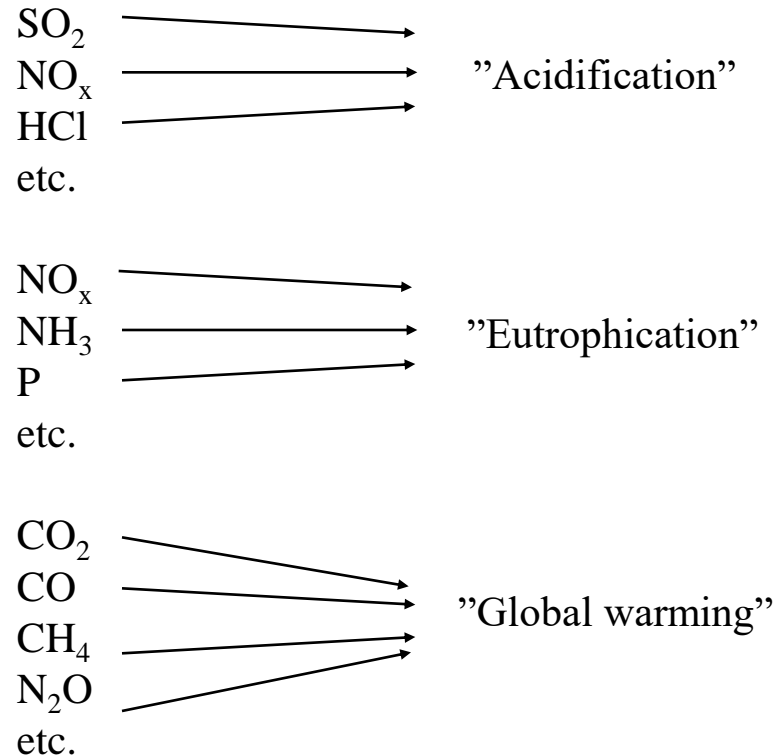 SO₂
NOₓ
HCl
etc.
”Acidification”
NOₓ
NH₃
P
etc.
”Eutrophication”
CO₂
CO
CH₄
N₂O
etc.
”Global warming”